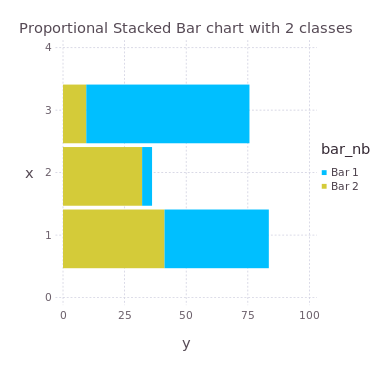 Proportional Stacked Bar chart with 2 classes
4
3
2
1
0
x
0 25 50 75 100
y
bar_nb
Bar 1
Bar 2